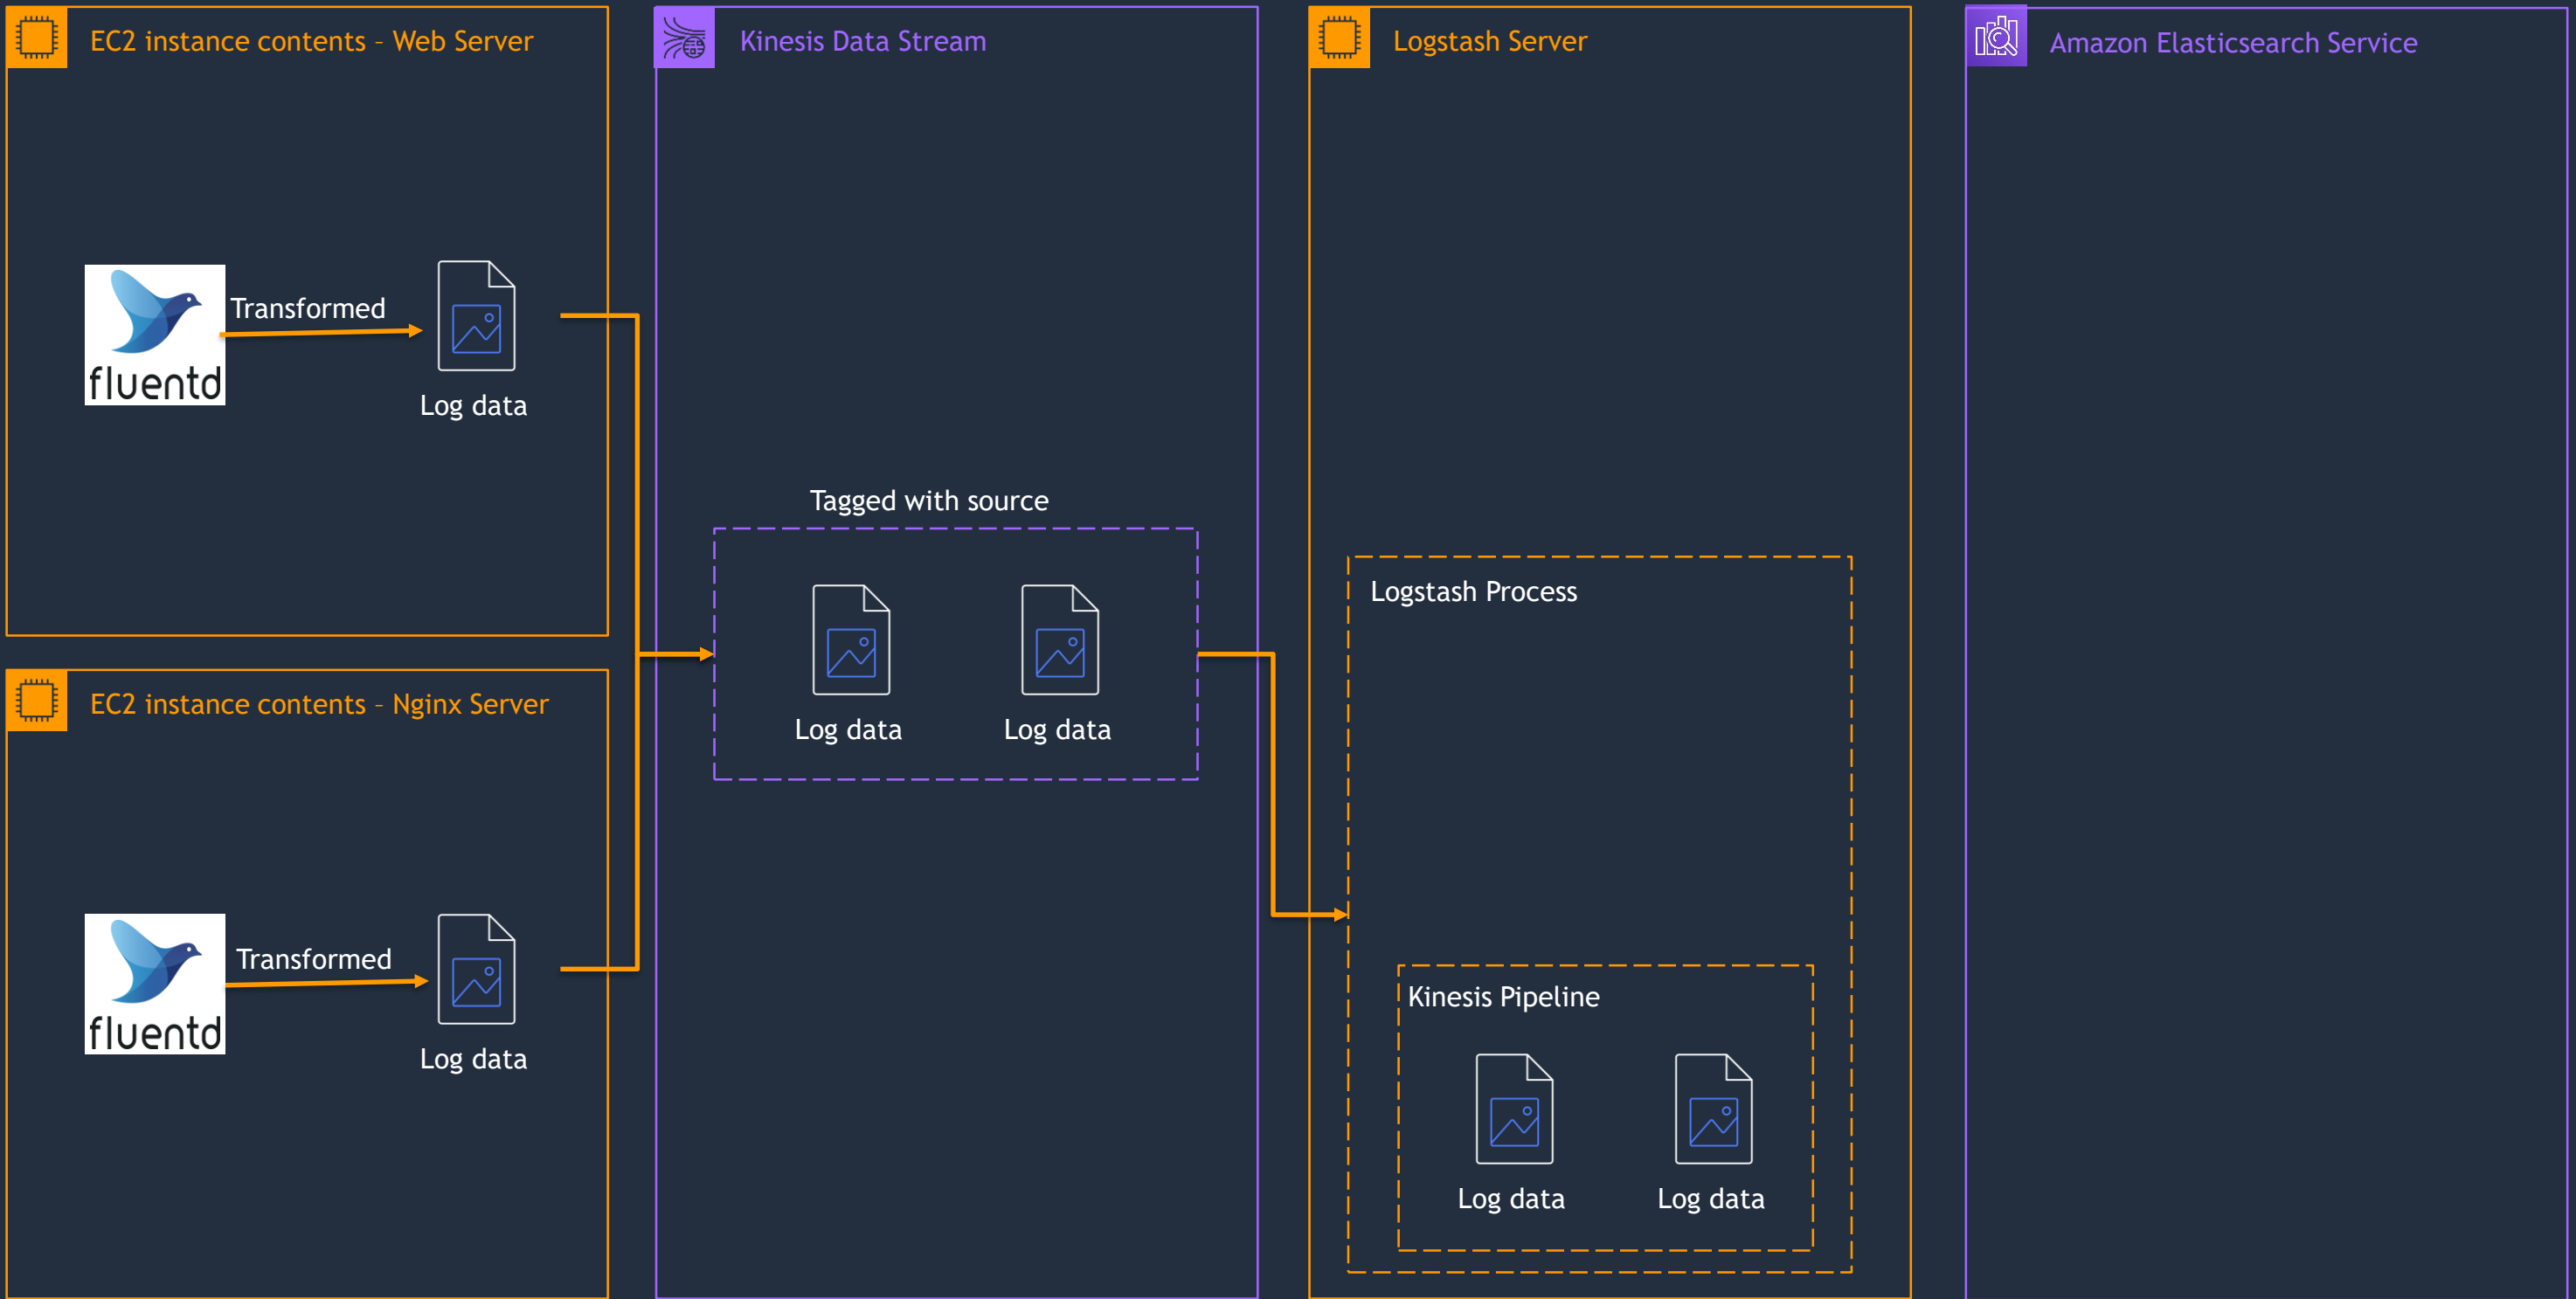 EC2 instance contents – Web Server
Transformed
fluentd
Log data
EC2 instance contents – Nginx Server
Transformed
fluentd
Log data
Kinesis Data Stream
Tagged with source
Log data
Log data
Logstash Server
Logstash Process
Kinesis Pipeline
Log data
Log data
Amazon Elasticsearch Service